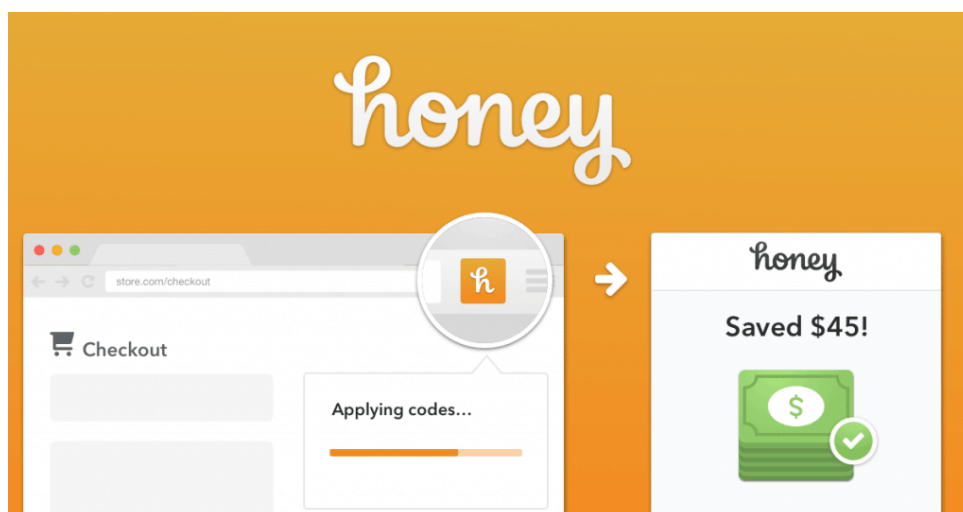 honey
store.com/checkout
h
Checkout
Applying codes...
honey
Saved $45!
$